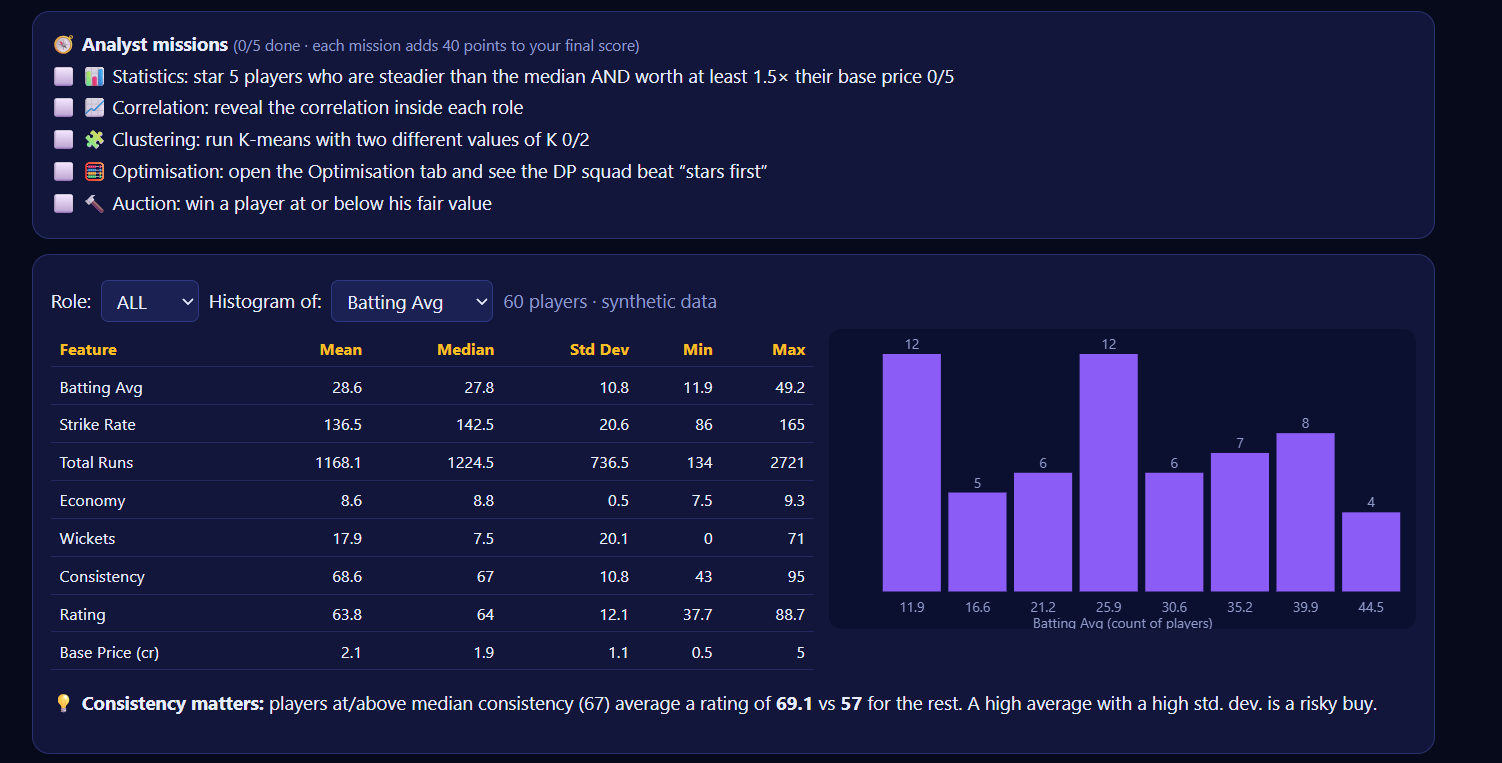 🧭 Analyst missions (0/5 done · each mission adds 40 points to your final score)
📊 Statistics: star 5 players who are steadier than the median AND worth at least 1.5× their base price 0/5
📈 Correlation: reveal the correlation inside each role
🧩 Clustering: run K-means with two different values of K 0/2
🧮 Optimisation: open the Optimisation tab and see the DP squad beat “stars first”
🔨 Auction: win a player at or below his fair value
Role: ALL Histogram of: Batting Avg 60 players · synthetic data
Feature Mean Median Std Dev Min Max
Batting Avg 28.6 27.8 10.8 11.9 49.2
Strike Rate 136.5 142.5 20.6 86 165
Total Runs 1168.1 1224.5 736.5 134 2721
Economy 8.6 8.8 0.5 7.5 9.3
Wickets 17.9 7.5 20.1 0 71
Consistency 68.6 67 10.8 43 95
Rating 63.8 64 12.1 37.7 88.7
Base Price (cr) 2.1 1.9 1.1 0.5 5
12 5 6 12 6 7 8 4
11.9 16.6 21.2 25.9 30.6 35.2 39.9 44.5
Batting Avg (count of players)
💡 Consistency matters: players at/above median consistency (67) average a rating of 69.1 vs 57 for the rest. A high average with a high std. dev. is a risky buy.